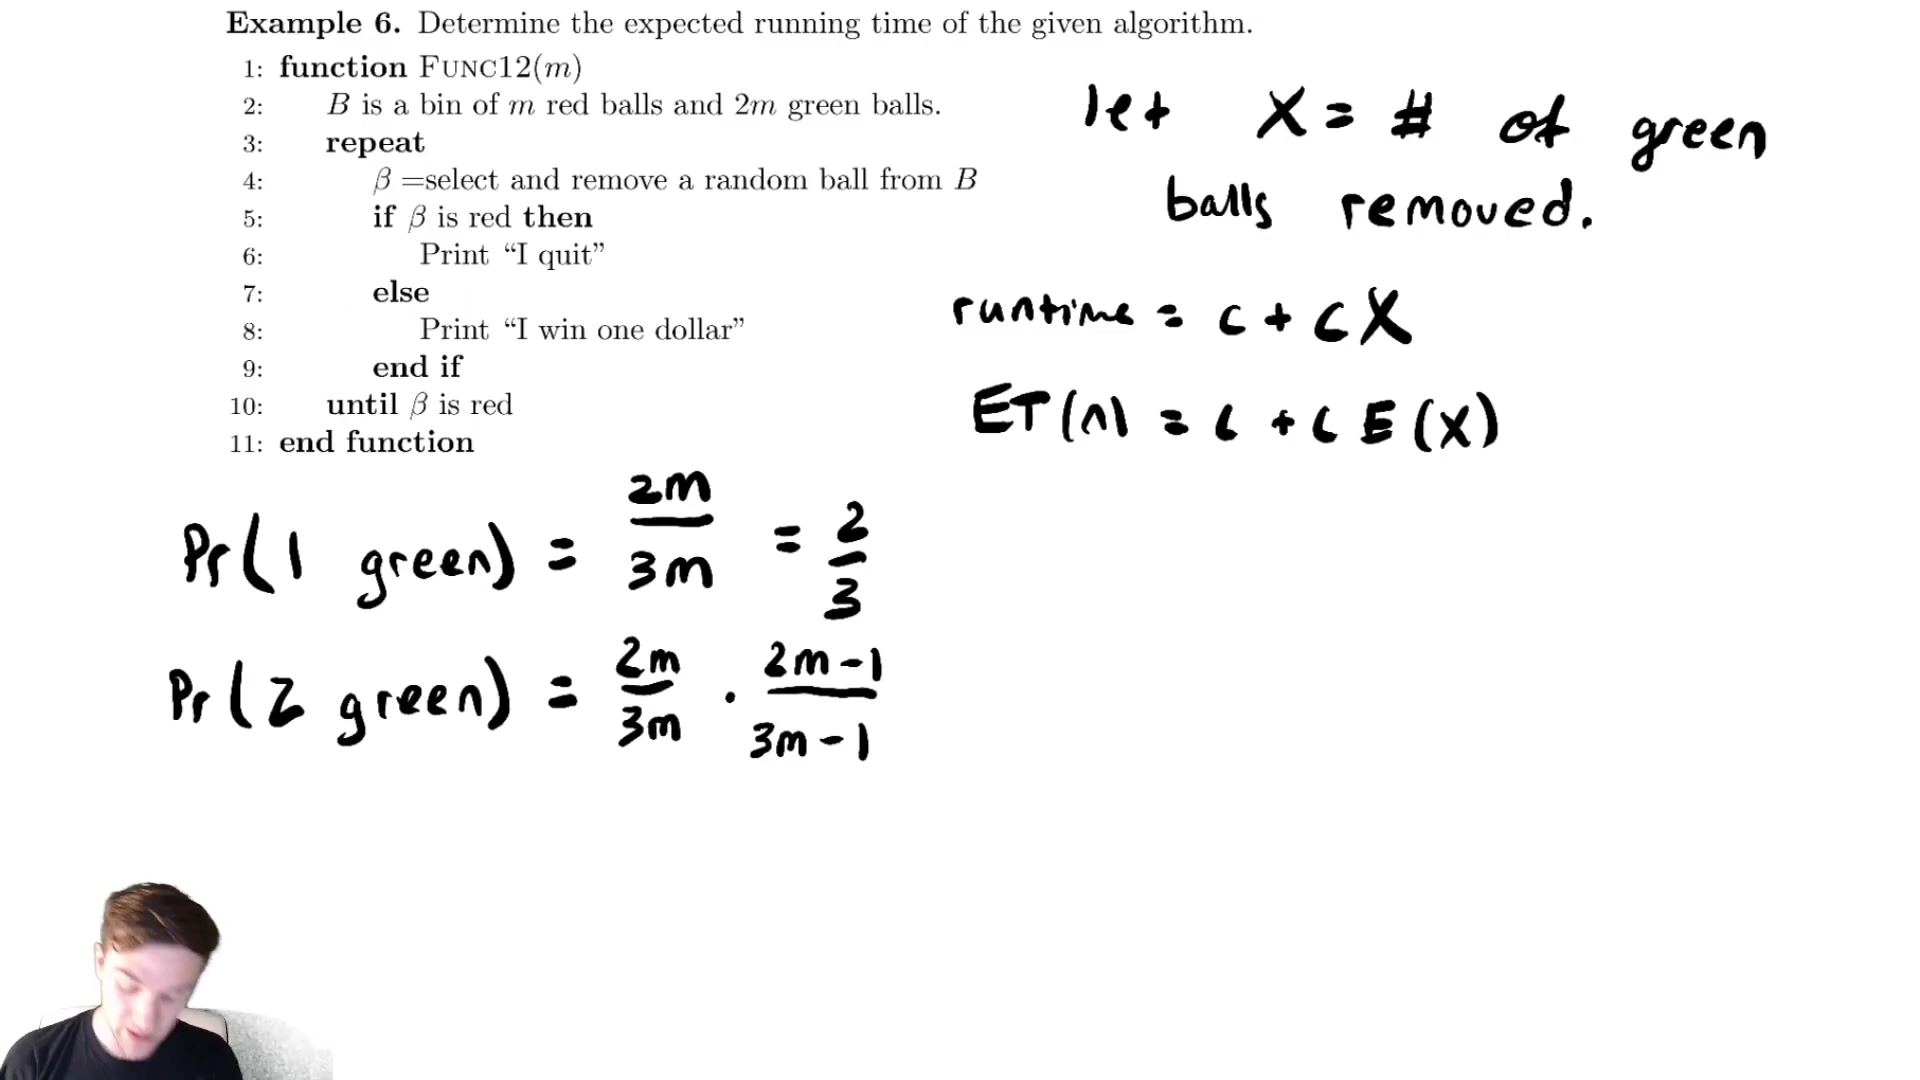 Example 6. Determine the expected running time of the given algorithm.
1: function FUNC12(m)
2: B is a bin of m red balls and 2m green balls.
3: repeat
4: β =select and remove a random ball from B
5: if β is red then
6: Print “I quit”
7: else
8: Print “I win one dollar”
9: end if
10: until β is red
11: end function
let X = # of green
balls removed.
runtime = c + cX
ET(n) = c + c E(X)
Pr(1 green) = 2m/3m = 2/3
Pr(2 green) = 2m/3m · 2m-1/3m-1